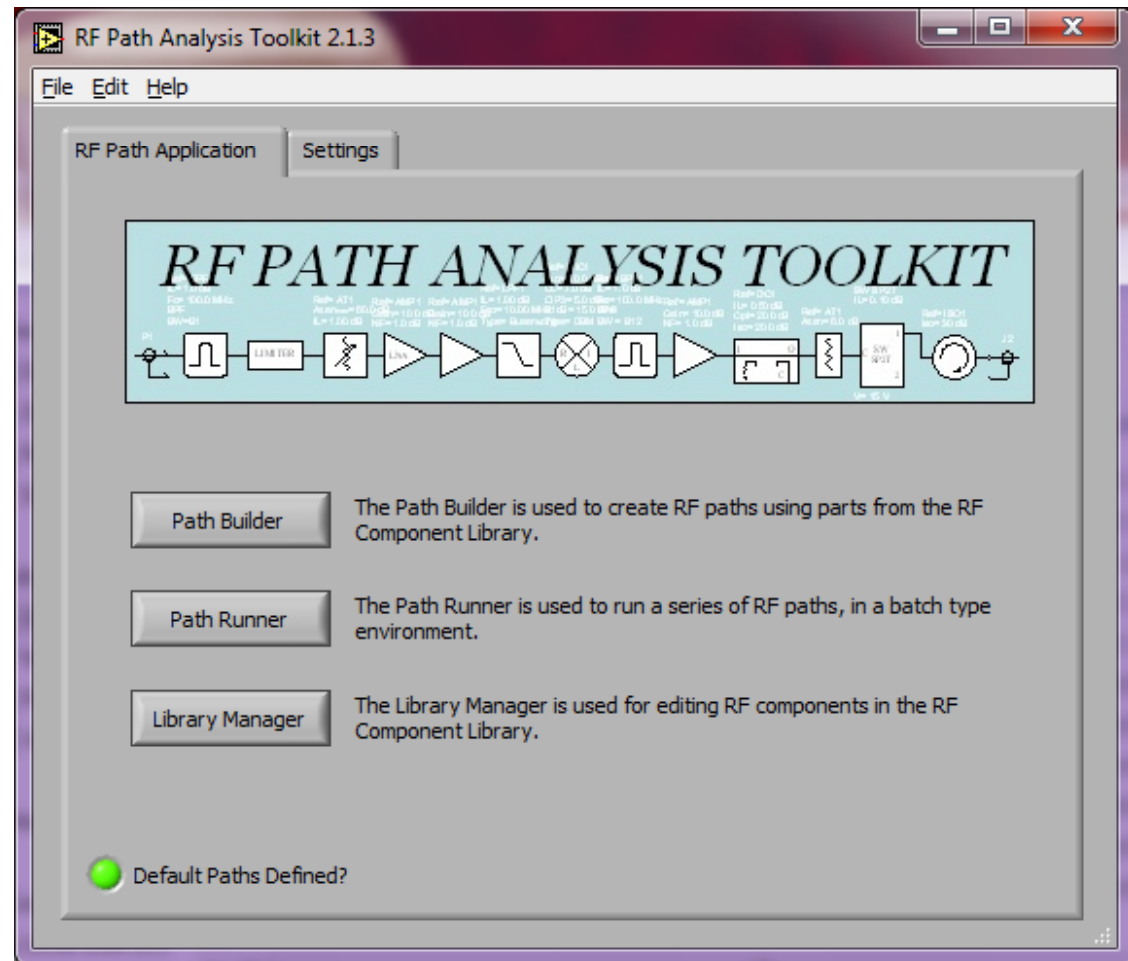 RF Path Analysis Toolkit 2.1.3
X
File Edit Help
RF Path Application
Settings
RF PATH ANALYSIS TOOLKIT
LIMITER
LNA
Path Builder
The Path Builder is used to create RF paths using parts from the RF
Component Library.
Path Runner
The Path Runner is used to run a series of RF paths, in a batch type
environment.
Library Manager
The Library Manager is used for editing RF components in the RF
Component Library.
Default Paths Defined?